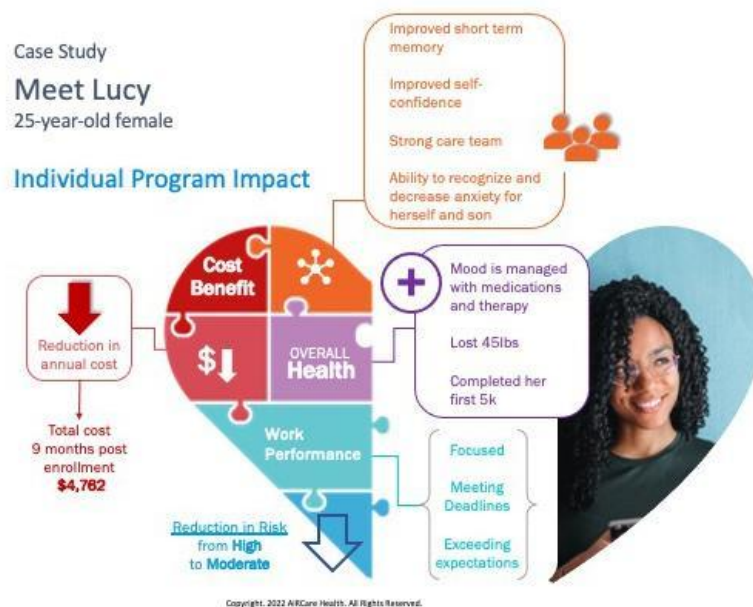 Case Study
Meet Lucy
25-year-old female
Individual Program Impact
Improved short term
memory
Improved self-
confidence
Strong care team
Ability to recognize and
decrease anxiety for
herself and son
Cost
Benefit
Reduction in
annual cost
Total cost
9 months post
enrollment
$4,762
$
OVERALL
Health
Mood is managed
with medications
and therapy
Lost 45lbs
Completed her
first 5k
Work
Performance
Focused
Meeting
Deadlines
Exceeding
expectations
Reduction in Risk
from High
to Moderate
Copyright. 2022 AiRCare Health. All Rights Reserved.